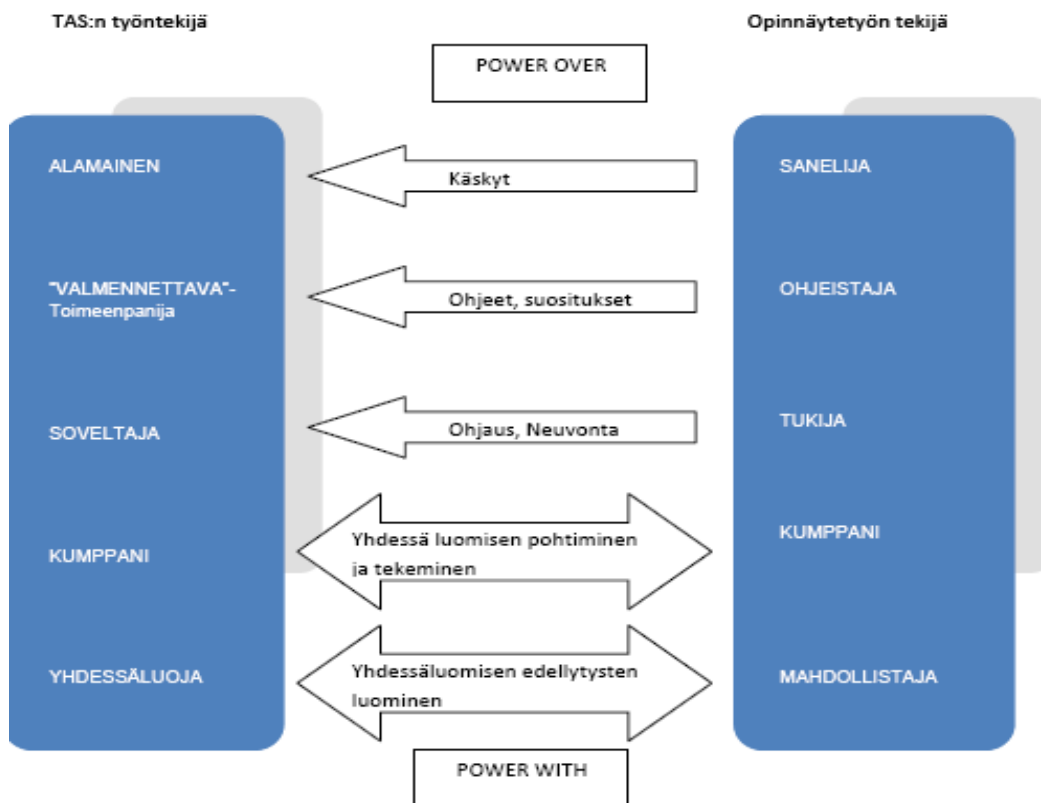 TAS:n työntekijä
Opinnäytetyön tekijä
POWER OVER
ALAMAINEN
Käskyt
SANELIJA
"VALMENNETTAVA"-
Toimeenpanija
Ohjeet, suositukset
OHJEISTAJA
SOVELTAJA
Ohjaus, Neuvonta
TUKIJA
KUMPPANI
Yhdessä luomisen pohtiminen
ja tekeminen
KUMPPANI
YHDESSÄLUOJA
Yhdessäluomisen edellytysten
luominen
MAHDOLLISTAJA
POWER WITH